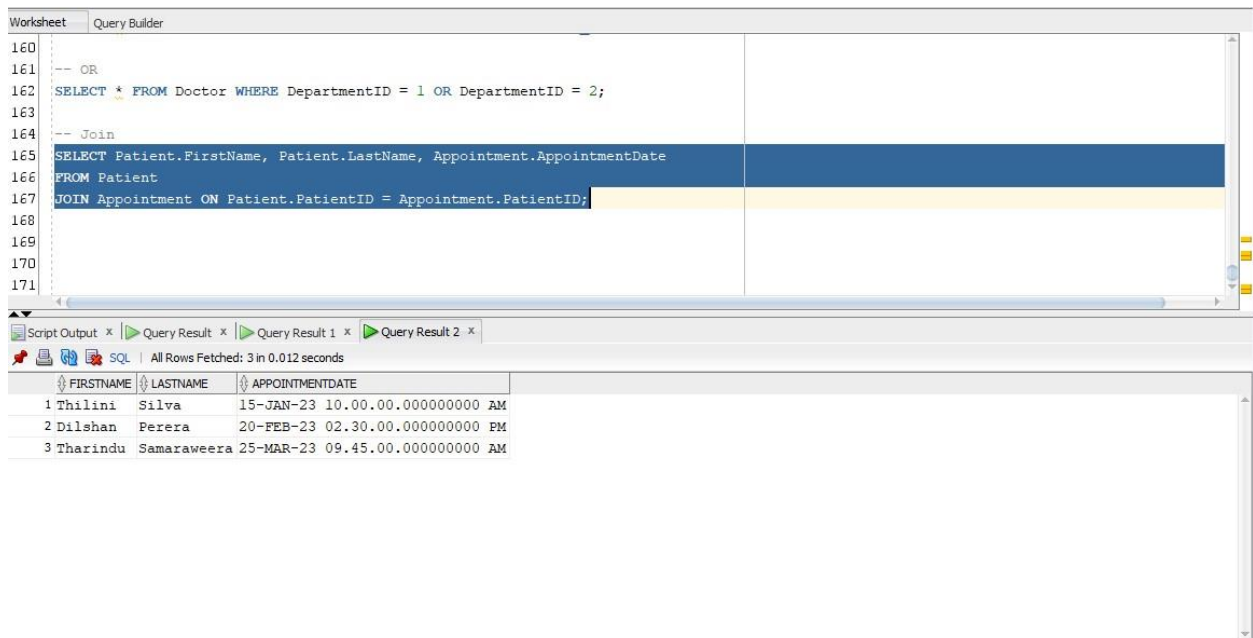 Worksheet Query Builder
160
161 -- OR
162 SELECT * FROM Doctor WHERE DepartmentID = 1 OR DepartmentID = 2;
163
164 -- Join
165 SELECT Patient.FirstName, Patient.LastName, Appointment.AppointmentDate
166 FROM Patient
167 JOIN Appointment ON Patient.PatientID = Appointment.PatientID;
168
169
170
171
Script Output x Query Result x Query Result 1 x Query Result 2 x
SQL | All Rows Fetched: 3 in 0.012 seconds
FIRSTNAME LASTNAME APPOINTMENTDATE
1 Thilini Silva 15-JAN-23 10.00.00.000000000 AM
2 Dilshan Perera 20-FEB-23 02.30.00.000000000 PM
3 Tharindu Samaraweera 25-MAR-23 09.45.00.000000000 AM